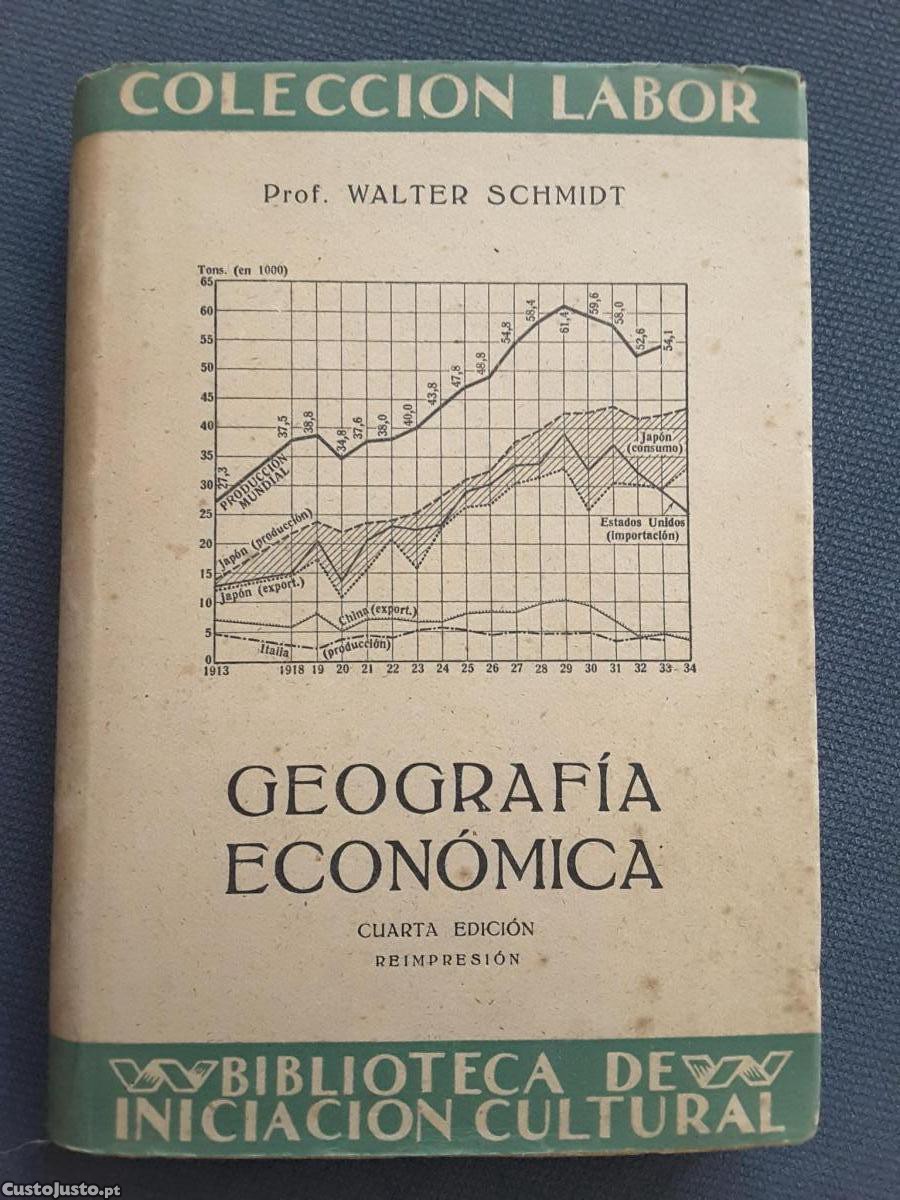 COLECCION LABOR
Prof. WALTER SCHMIDT
Tons. (en 1000)
65
60
55
50
45
40
35
30
25
20
15
10
5
0
27,3
37,5
38,8
34,8
37,6
38,0
40,0
43,8
47,8
48,8
54,8
58,4
61,4
59,6
58,0
52,6
54,1
PRODUCCIÓN
MUNDIAL
Japón (producción)
Japón (export.)
Japón
(consumo)
Estados Unidos
(importación)
China (export.)
Italia (producción)
1913 1918 19 20 21 22 23 24 25 26 27 28 29 30 31 32 33 34
GEOGRAFÍA
ECONÓMICA
CUARTA EDICIÓN
REIMPRESIÓN
BIBLIOTECA DE
INICIACION CULTURAL
CustoJusto.pt